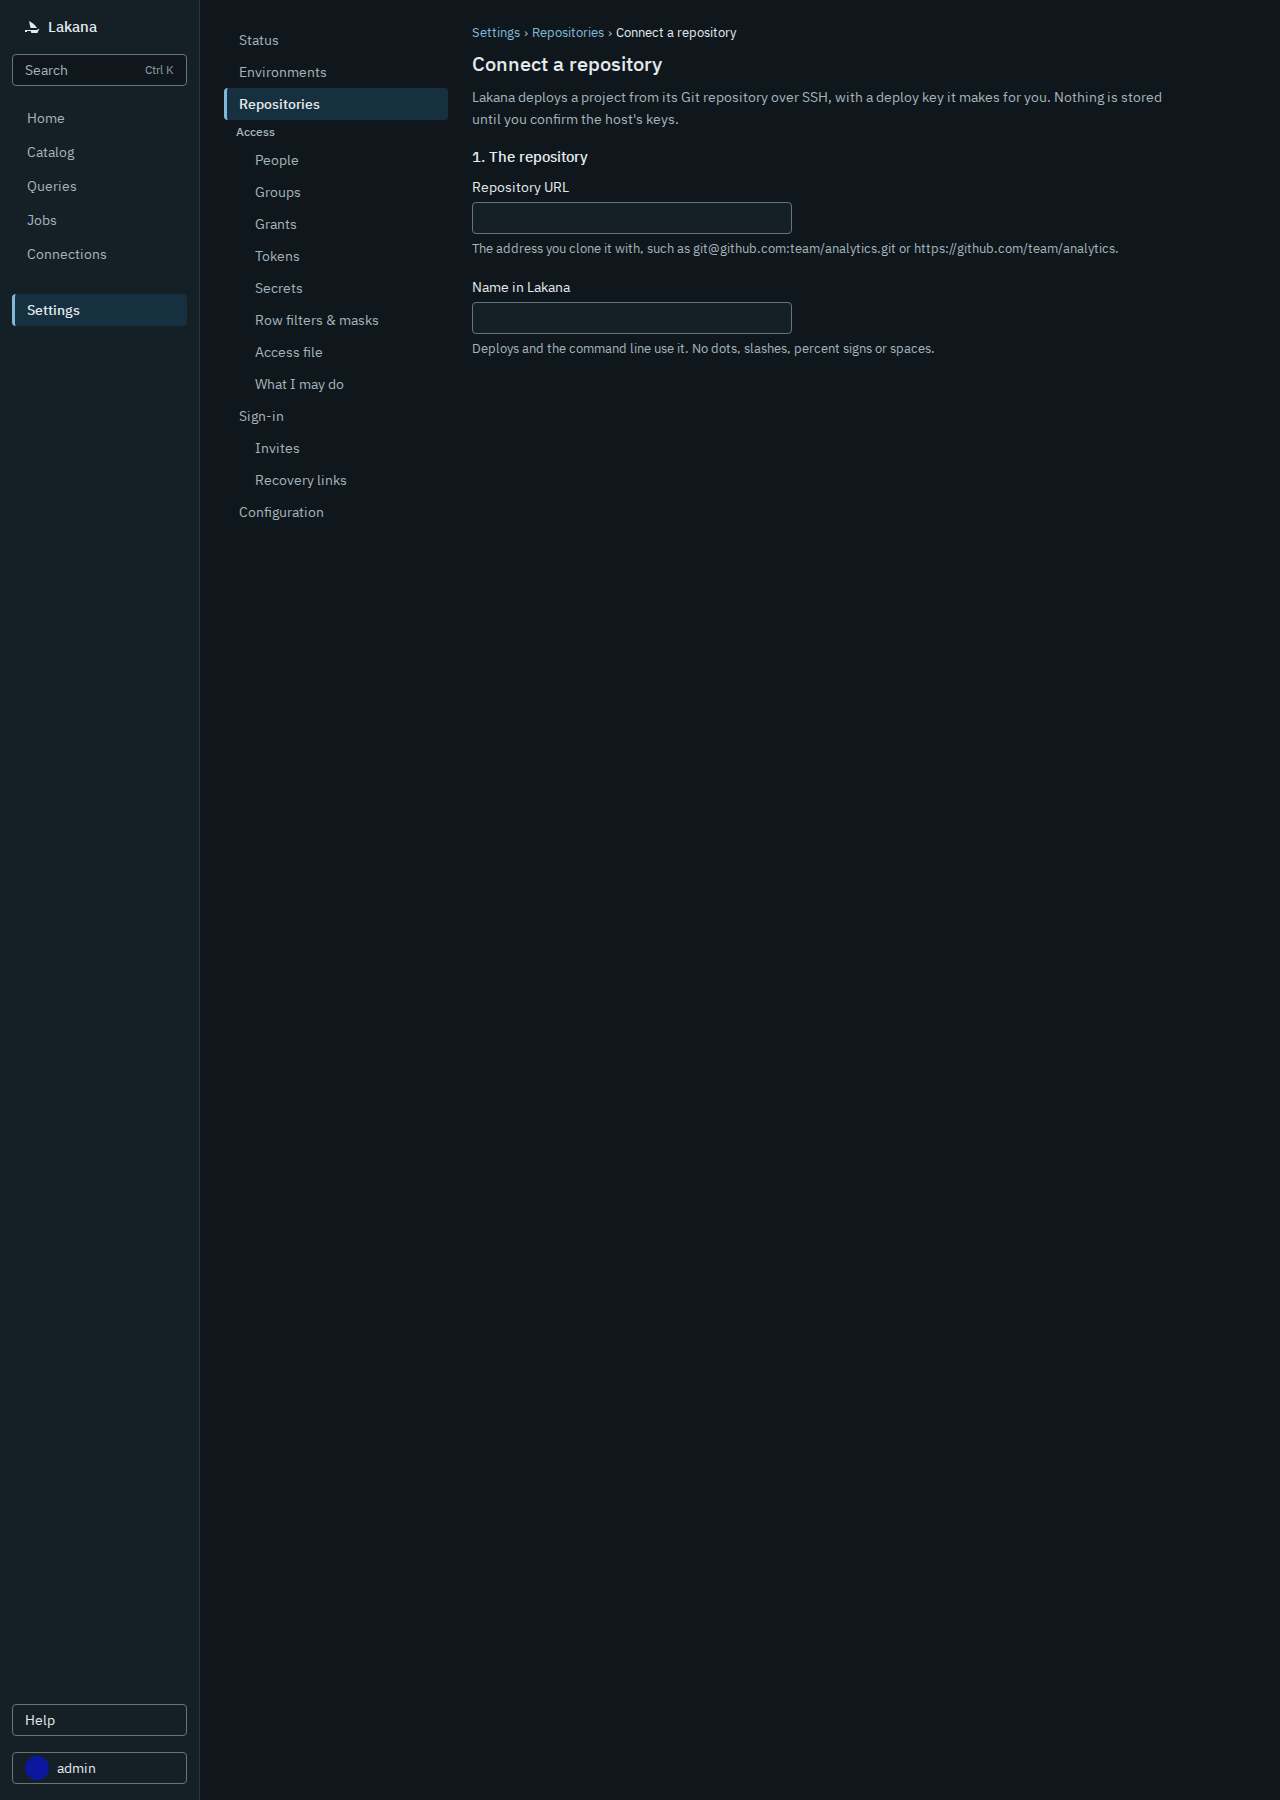 Lakana
Search Ctrl K
Home
Catalog
Queries
Jobs
Connections
Settings
Help
admin
Status
Environments
Repositories
Access
People
Groups
Grants
Tokens
Secrets
Row filters & masks
Access file
What I may do
Sign-in
Invites
Recovery links
Configuration
Settings › Repositories › Connect a repository
Connect a repository
Lakana deploys a project from its Git repository over SSH, with a deploy key it makes for you. Nothing is stored
until you confirm the host's keys.
1. The repository
Repository URL
The address you clone it with, such as git@github.com:team/analytics.git or https://github.com/team/analytics.
Name in Lakana
Deploys and the command line use it. No dots, slashes, percent signs or spaces.